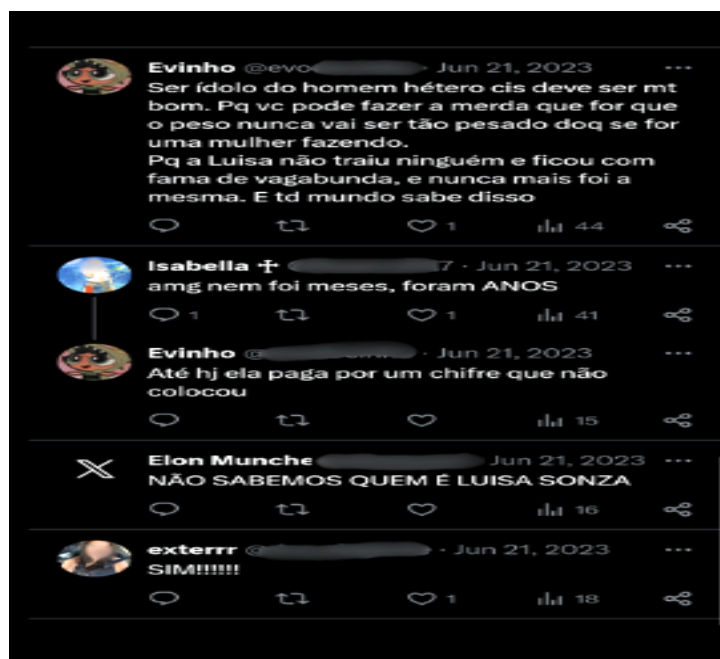 Evinho @evo · Jun 21, 2023 ···
Ser ídolo do homem hétero cis deve ser mt
bom. Pq vc pode fazer a merda que for que
o peso nunca vai ser tão pesado doq se for
uma mulher fazendo.
Pq a Luisa não traiu ninguém e ficou com
fama de vagabunda, e nunca mais foi a
mesma. E td mundo sabe disso
1 44
Isabella ☥ 7 · Jun 21, 2023 ···
amg nem foi meses, foram ANOS
1 1 41
Evinho @ · Jun 21, 2023 ···
Até hj ela paga por um chifre que não
colocou
15
Elon Munche Jun 21, 2023 ···
NÃO SABEMOS QUEM É LUISA SONZA
16
exterrr @ · Jun 21, 2023 ···
SIM!!!!!!
1 18